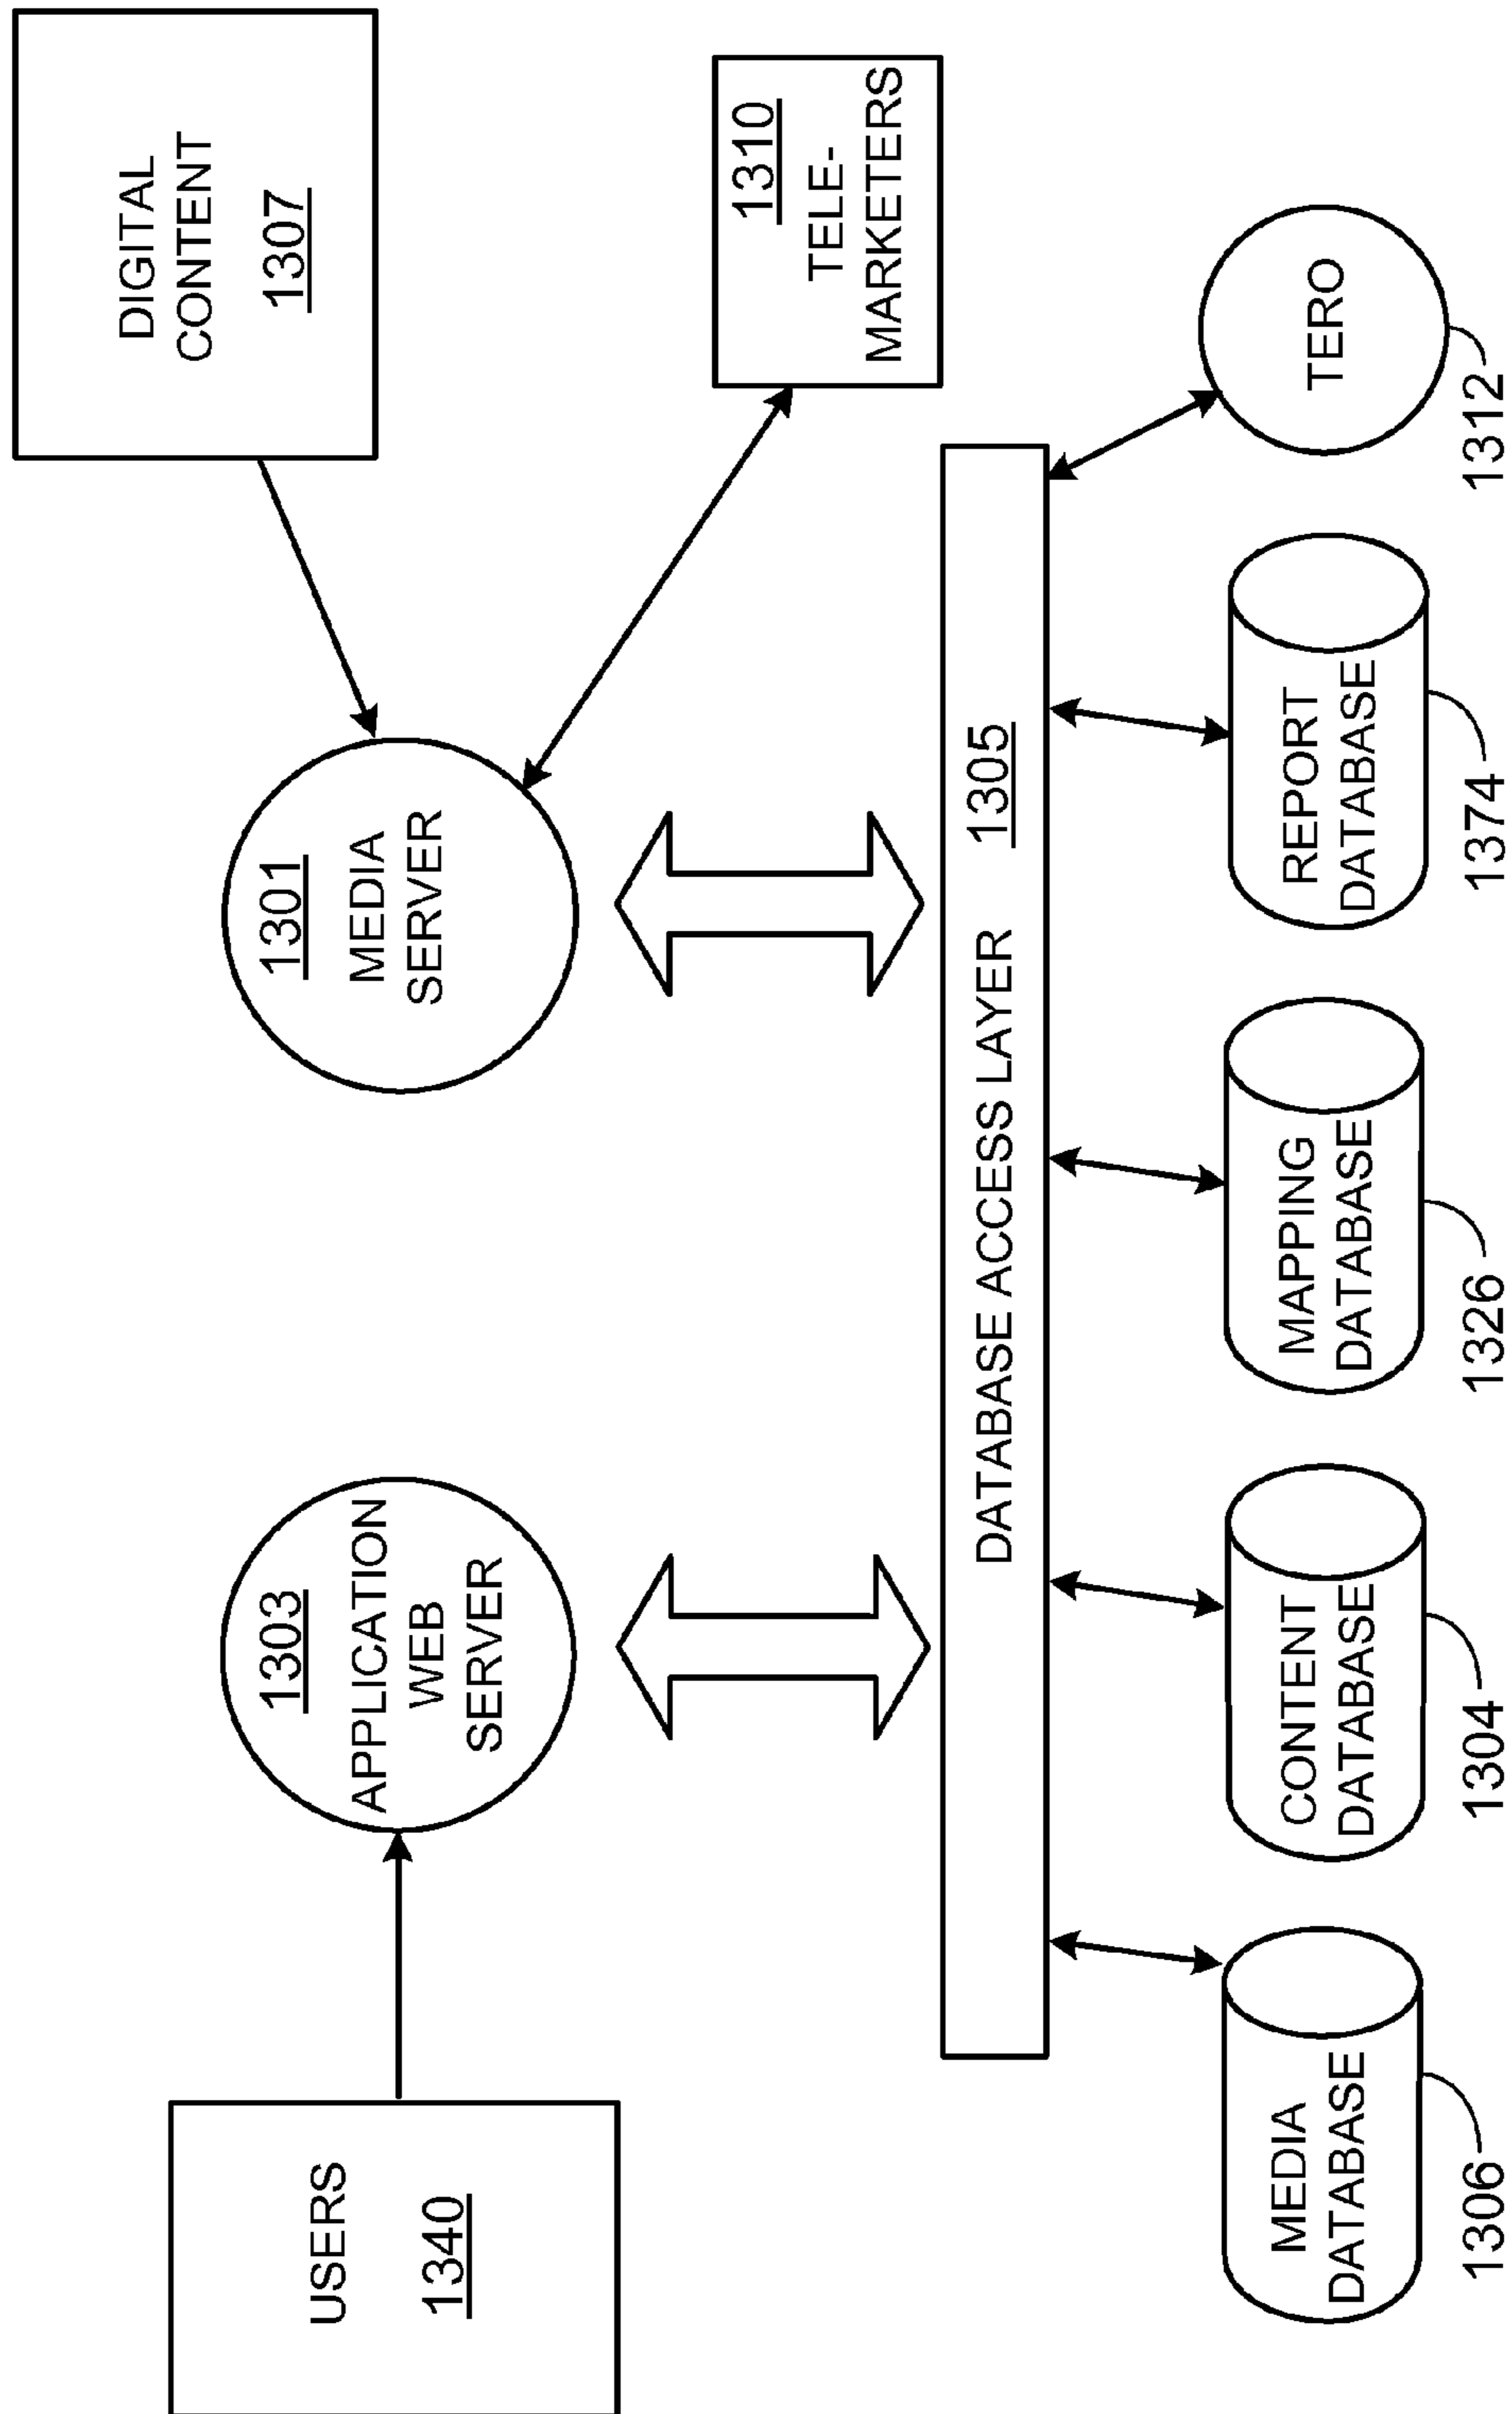 USERS
1340
1303
APPLICATION
WEB
SERVER
1301
MEDIA
SERVER
DIGITAL
CONTENT
1307
1310
TELE-
MARKETERS
DATABASE ACCESS LAYER 1305
MEDIA
DATABASE
1306
CONTENT
DATABASE
1304
MAPPING
DATABASE
1326
REPORT
DATABASE
1374
TERO
1312